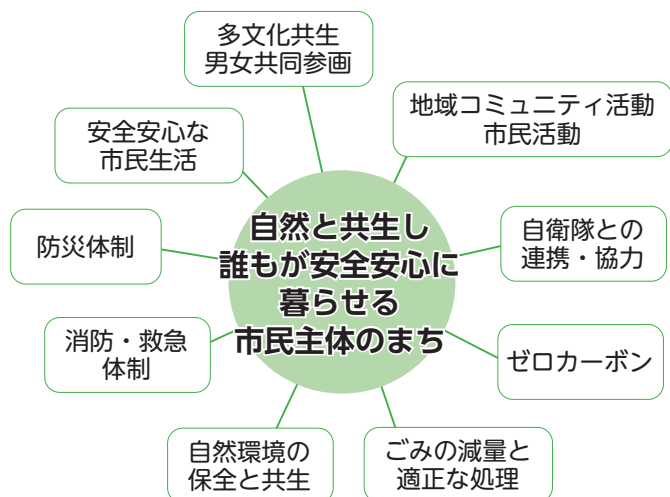 多文化共生
男女共同参画
地域コミュニティ活動
市民活動
安全安心な
市民生活
自衛隊との
連携・協力
防災体制
自然と共生し
誰もが安全安心に
暮らせる
市民主体のまち
消防・救急
体制
ゼロカーボン
自然環境の
保全と共生
ごみの減量と
適正な処理